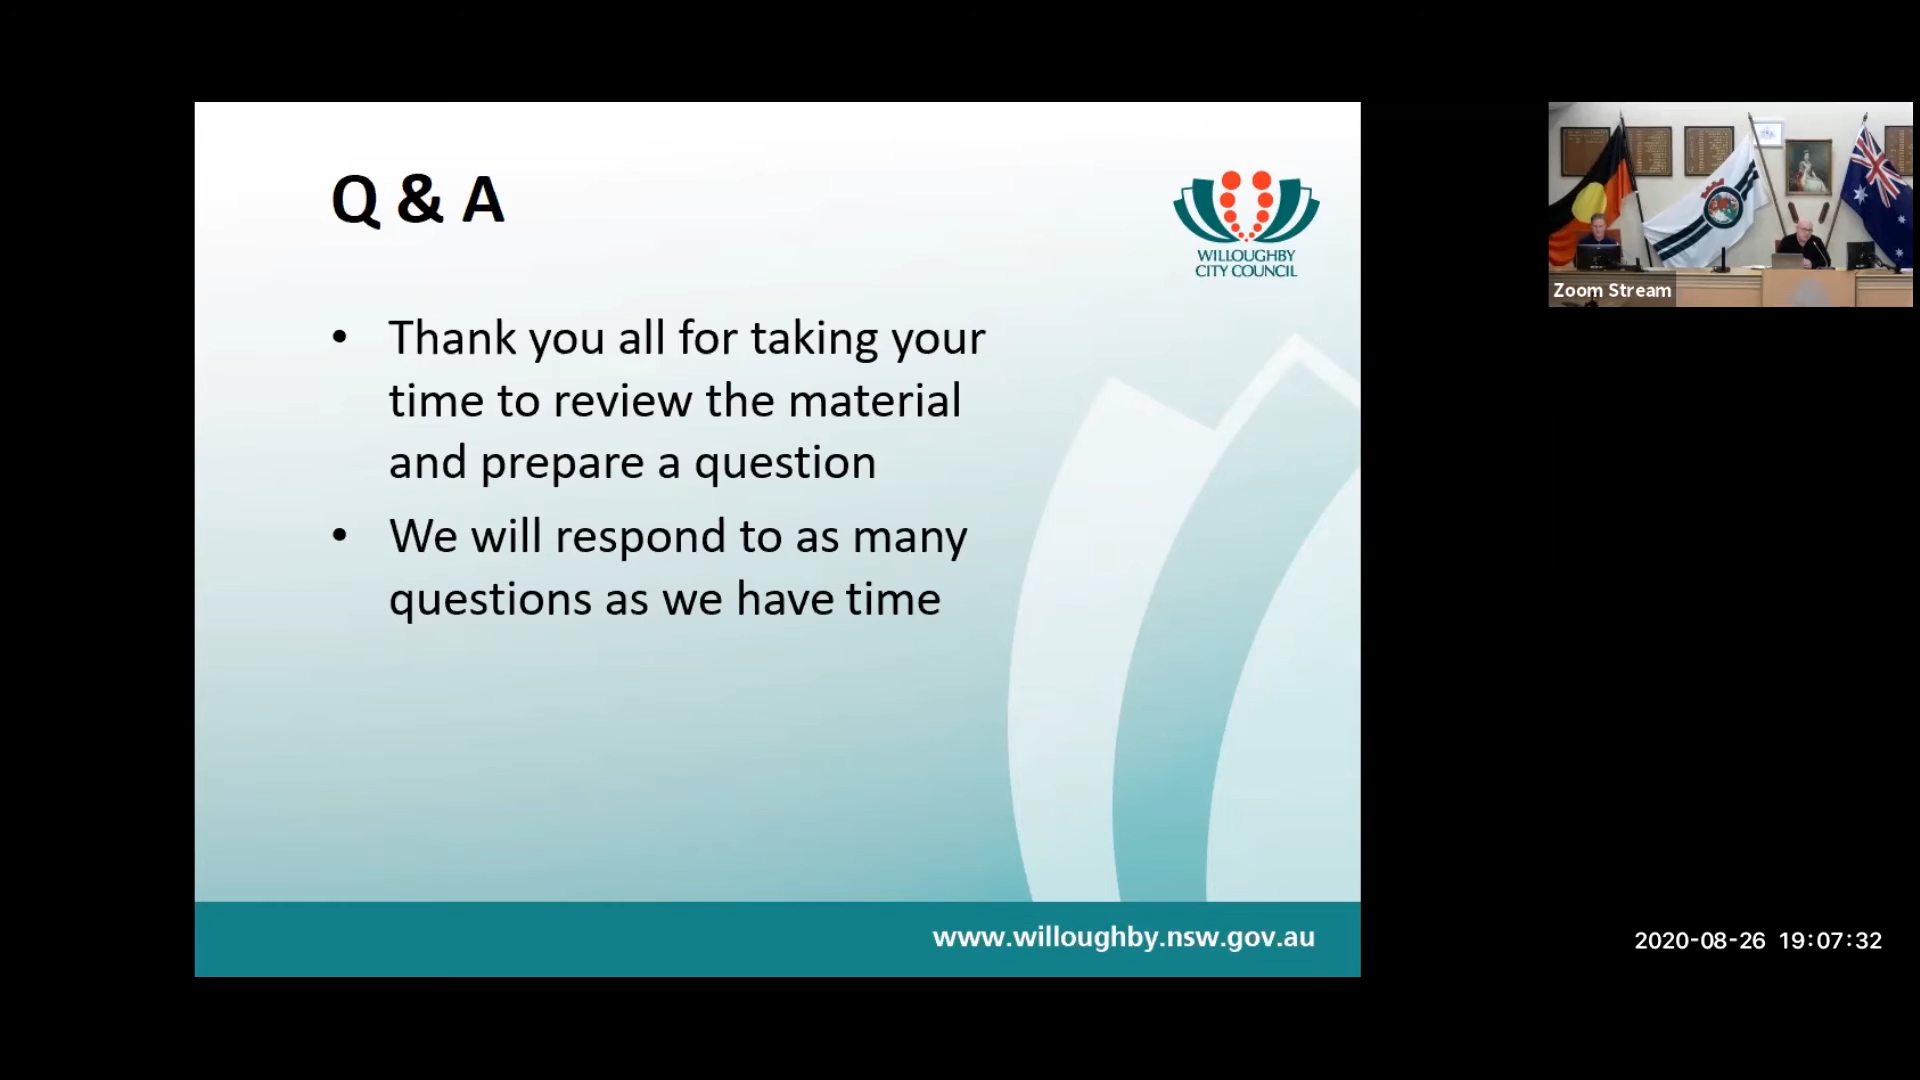 Q & A
WILLOUGHBY
CITY COUNCIL
• Thank you all for taking your
time to review the material
and prepare a question
• We will respond to as many
questions as we have time
www.willoughby.nsw.gov.au
Zoom Stream
2020-08-26 19:07:32